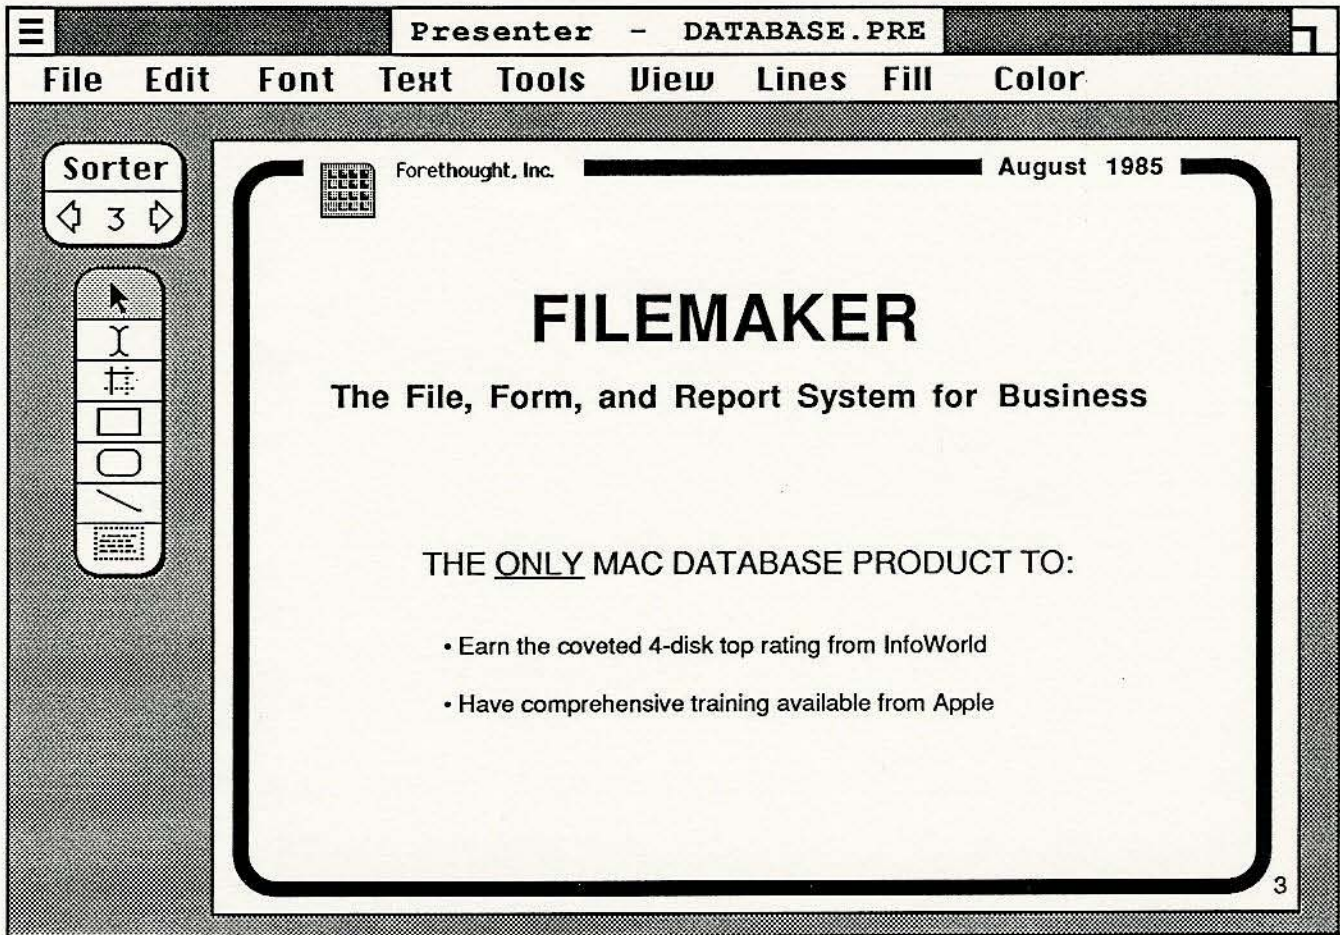 Presenter - DATABASE.PRE
File Edit Font Text Tools View Lines Fill Color
Sorter
3
Forethought, Inc.
August 1985
FILEMAKER
The File, Form, and Report System for Business
THE ONLY MAC DATABASE PRODUCT TO:
• Earn the coveted 4-disk top rating from InfoWorld
• Have comprehensive training available from Apple
3